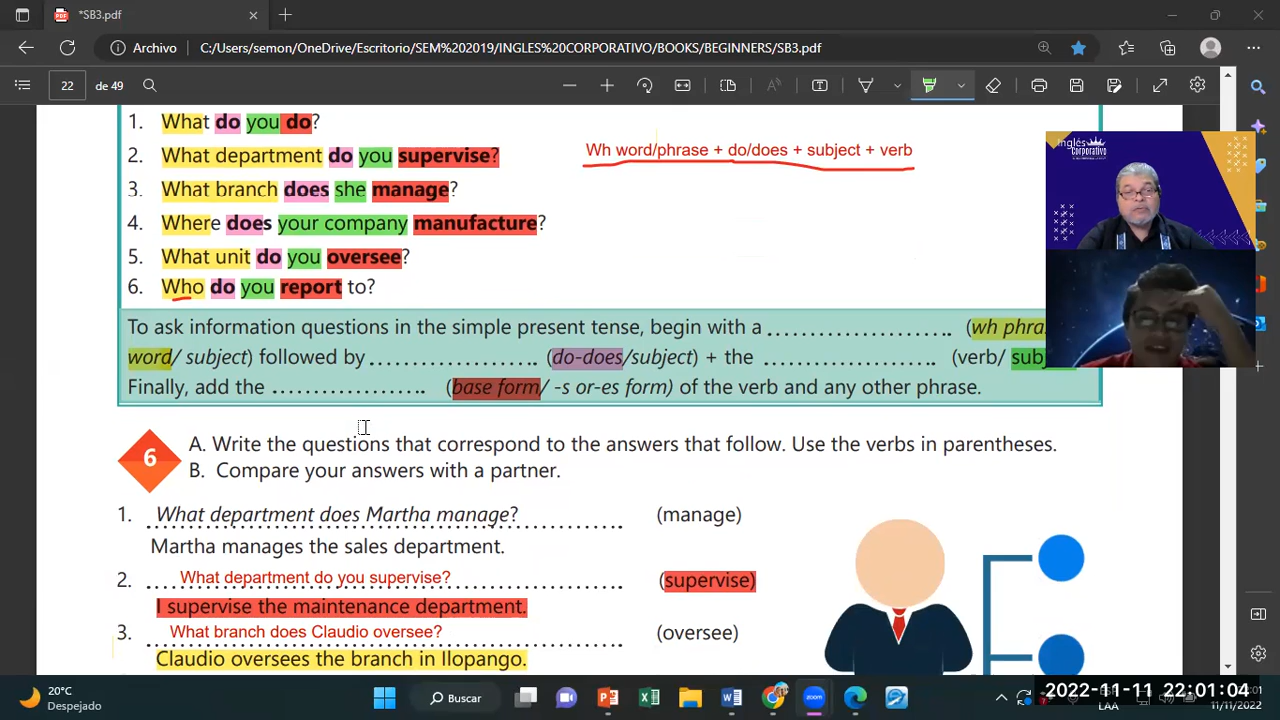 *SB3.pdf
Archivo
C:/Users/semon/OneDrive/Escritorio/SEM%202019/INGLES%20CORPORATIVO/BOOKS/BEGINNERS/SB3.pdf
22 de 49
1. What do you do?
2. What department do you supervise?
Wh word/phrase + do/does + subject + verb
3. What branch does she manage?
4. Where does your company manufacture?
5. What unit do you oversee?
6. Who do you report to?
Inglés Corporativo
To ask information questions in the simple present tense, begin with a ..................... (wh phra
word/ subject) followed by ................... (do-does/subject) + the ................... (verb/ sub
Finally, add the ................. (base form/ -s or-es form) of the verb and any other phrase.
6
A. Write the questions that correspond to the answers that follow. Use the verbs in parentheses.
B. Compare your answers with a partner.
1. What department does Martha manage? (manage)
Martha manages the sales department.
2. What department do you supervise? (supervise)
I supervise the maintenance department.
3. What branch does Claudio oversee? (oversee)
Claudio oversees the branch in Ilopango.
20°C
Despejado
Buscar
LAA
2022-11-11 22:01:04
11/11/2022